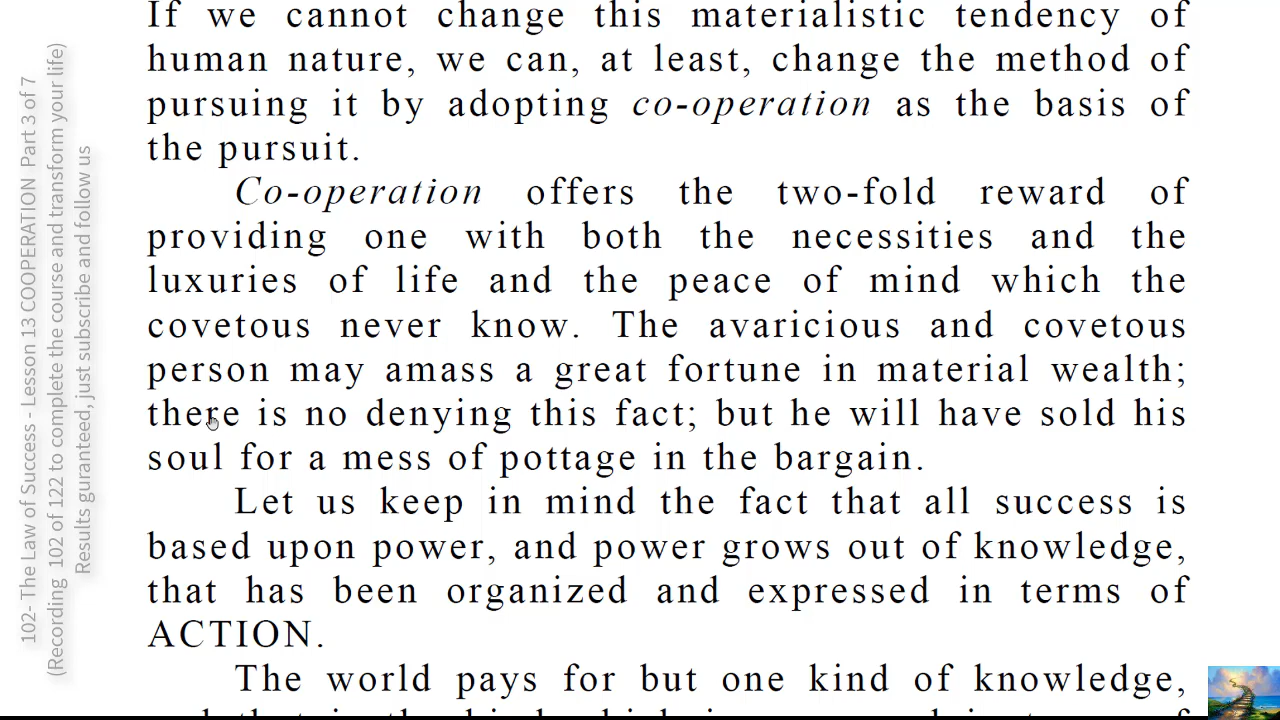 If we cannot change this materialistic tendency of
human nature, we can, at least, change the method of
pursuing it by adopting co-operation as the basis of
the pursuit.
Co-operation offers the two-fold reward of
providing one with both the necessities and the
luxuries of life and the peace of mind which the
covetous never know. The avaricious and covetous
person may amass a great fortune in material wealth;
there is no denying this fact; but he will have sold his
soul for a mess of pottage in the bargain.
Let us keep in mind the fact that all success is
based upon power, and power grows out of knowledge,
that has been organized and expressed in terms of
ACTION.
The world pays for but one kind of knowledge,
102- The Law of Success - Lesson 13 COOPERATION Part 3 of 7
(Recording 102 of 122 to complete the course and transform your life)
Results guranteed, just subscribe and follow us